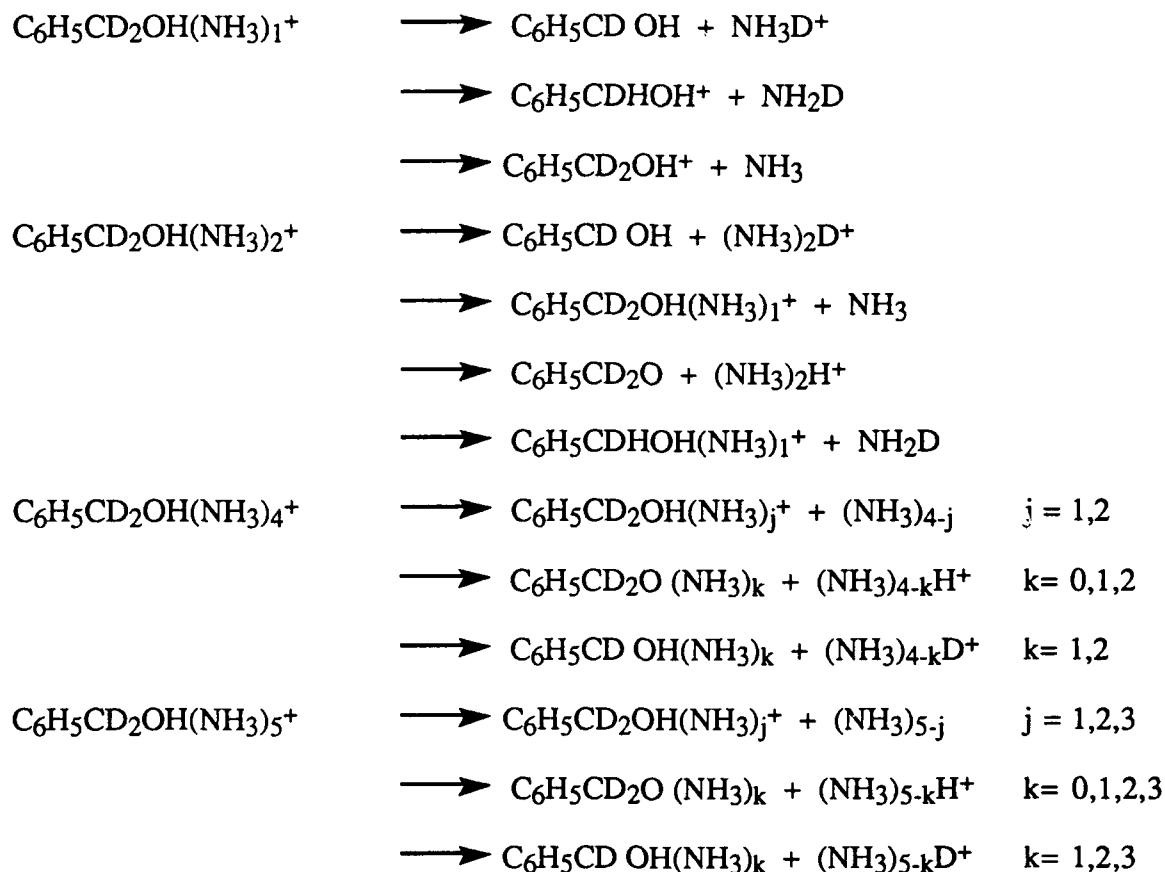 C₆H₅CD₂OH(NH₃)₁⁺ ⟶ C₆H₅CD OH + NH₃D⁺
⟶ C₆H₅CDHOH⁺ + NH₂D
⟶ C₆H₅CD₂OH⁺ + NH₃
C₆H₅CD₂OH(NH₃)₂⁺ ⟶ C₆H₅CD OH + (NH₃)₂D⁺
⟶ C₆H₅CD₂OH(NH₃)₁⁺ + NH₃
⟶ C₆H₅CD₂O + (NH₃)₂H⁺
⟶ C₆H₅CDHOH(NH₃)₁⁺ + NH₂D
C₆H₅CD₂OH(NH₃)₄⁺ ⟶ C₆H₅CD₂OH(NH₃)ⱼ⁺ + (NH₃)₄₋ⱼ j = 1,2
⟶ C₆H₅CD₂O (NH₃)ₖ + (NH₃)₄₋ₖH⁺ k= 0,1,2
⟶ C₆H₅CD OH(NH₃)ₖ + (NH₃)₄₋ₖD⁺ k= 1,2
C₆H₅CD₂OH(NH₃)₅⁺ ⟶ C₆H₅CD₂OH(NH₃)ⱼ⁺ + (NH₃)₅₋ⱼ j = 1,2,3
⟶ C₆H₅CD₂O (NH₃)ₖ + (NH₃)₅₋ₖH⁺ k= 0,1,2,3
⟶ C₆H₅CD OH(NH₃)ₖ + (NH₃)₅₋ₖD⁺ k= 1,2,3